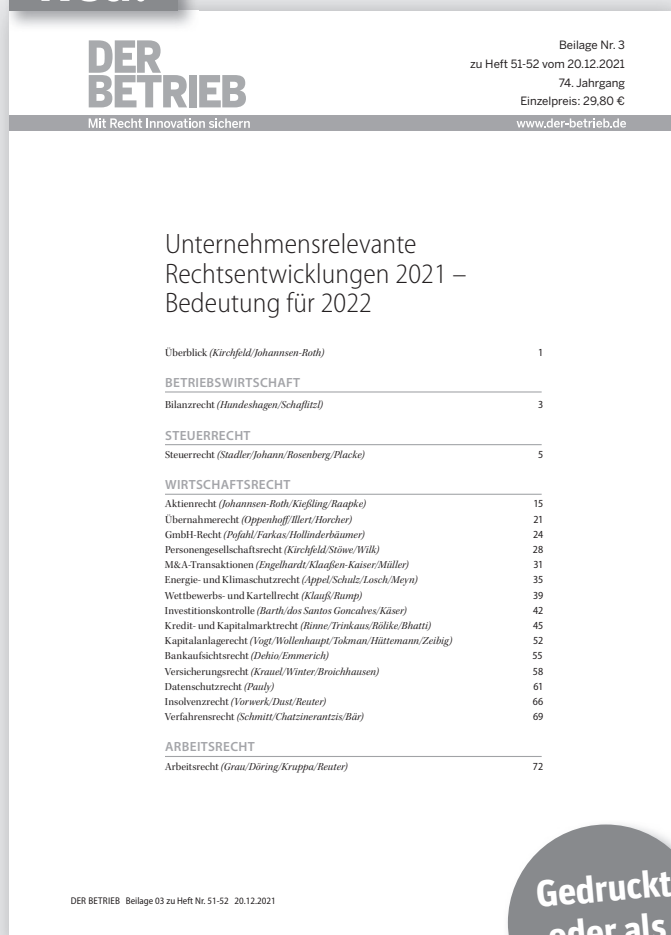 DER
BETRIEB
Beilage Nr. 3
zu Heft 51-52 vom 20.12.2021
74. Jahrgang
Einzelpreis: 29,80 €
Mit Recht Innovation sichern
www.der-betrieb.de
Unternehmensrelevante
Rechtsentwicklungen 2021 –
Bedeutung für 2022
Überblick (Kirchfeld/Johannsen-Roth) 1
BETRIEBSWIRTSCHAFT
Bilanzrecht (Hundeshagen/Schaflitzl) 3
STEUERRECHT
Steuerrecht (Stadler/Johann/Rosenberg/Placke) 5
WIRTSCHAFTSRECHT
Aktienrecht (Johannsen-Roth/Kießling/Raapke) 15
Übernahmerecht (Oppenhoff/Illert/Horcher) 21
GmbH-Recht (Pofahl/Farkas/Hollinderbäumer) 24
Personengesellschaftsrecht (Kirchfeld/Stöwe/Wilk) 28
M&A-Transaktionen (Engelhardt/Klaaßen-Kaiser/Müller) 31
Energie- und Klimaschutzrecht (Appel/Schulz/Losch/Meyn) 35
Wettbewerbs- und Kartellrecht (Klauß/Rump) 39
Investitionskontrolle (Barth/dos Santos Goncalves/Käser) 42
Kredit- und Kapitalmarktrecht (Rinne/Trinkaus/Rölike/Bhatti) 45
Kapitalanlagerecht (Vogt/Wollenhaupt/Tokman/Hüttemann/Zeibig) 52
Bankaufsichtsrecht (Dehio/Emmerich) 55
Versicherungsrecht (Krauel/Winter/Broichhausen) 58
Datenschutzrecht (Pauly) 61
Insolvenzrecht (Vorwerk/Dust/Reuter) 66
Verfahrensrecht (Schmitt/Chatzinerantzis/Bär) 69
ARBEITSRECHT
Arbeitsrecht (Grau/Döring/Kruppa/Reuter) 72
Gedruckt
oder als
DER BETRIEB Beilage 03 zu Heft Nr. 51-52 20.12.2021